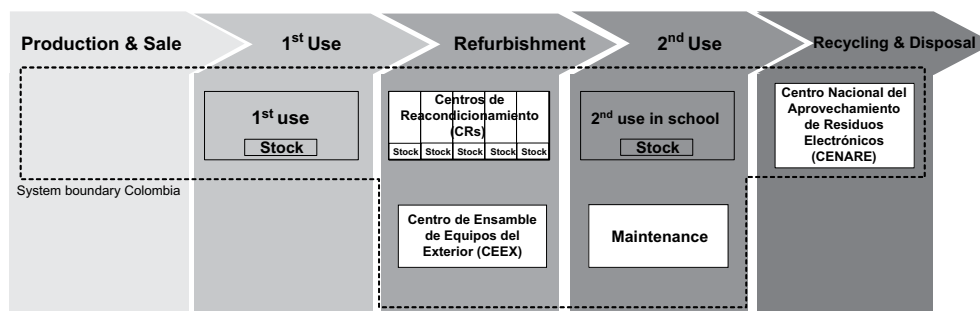 Production & Sale
1st Use
Refurbishment
2nd Use
Recycling & Disposal
1st use
Stock
Centros de
Reacondicionamiento
(CRs)
Stock Stock Stock Stock Stock
2nd use in school
Stock
Centro Nacional del
Aprovechamiento
de Residuos
Electrónicos
(CENARE)
System boundary Colombia
Centro de Ensamble
de Equipos del
Exterior (CEEX)
Maintenance